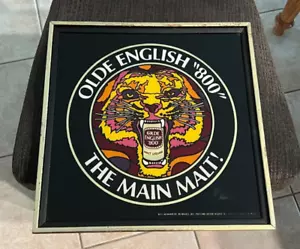 OLDE ENGLISH "800"
OLDE
ENGLISH
800
THE MAIN MALT!